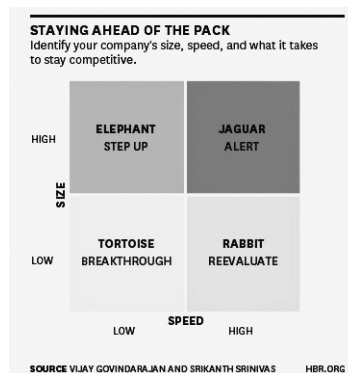 STAYING AHEAD OF THE PACK
Identify your company's size, speed, and what it takes
to stay competitive.
HIGH
SIZE
LOW
ELEPHANT
STEP UP
JAGUAR
ALERT
TORTOISE
BREAKTHROUGH
RABBIT
REEVALUATE
SPEED
LOW
HIGH
SOURCE VIJAY GOVINDARAJAN AND SRIKANTH SRINIVAS
HBR.ORG